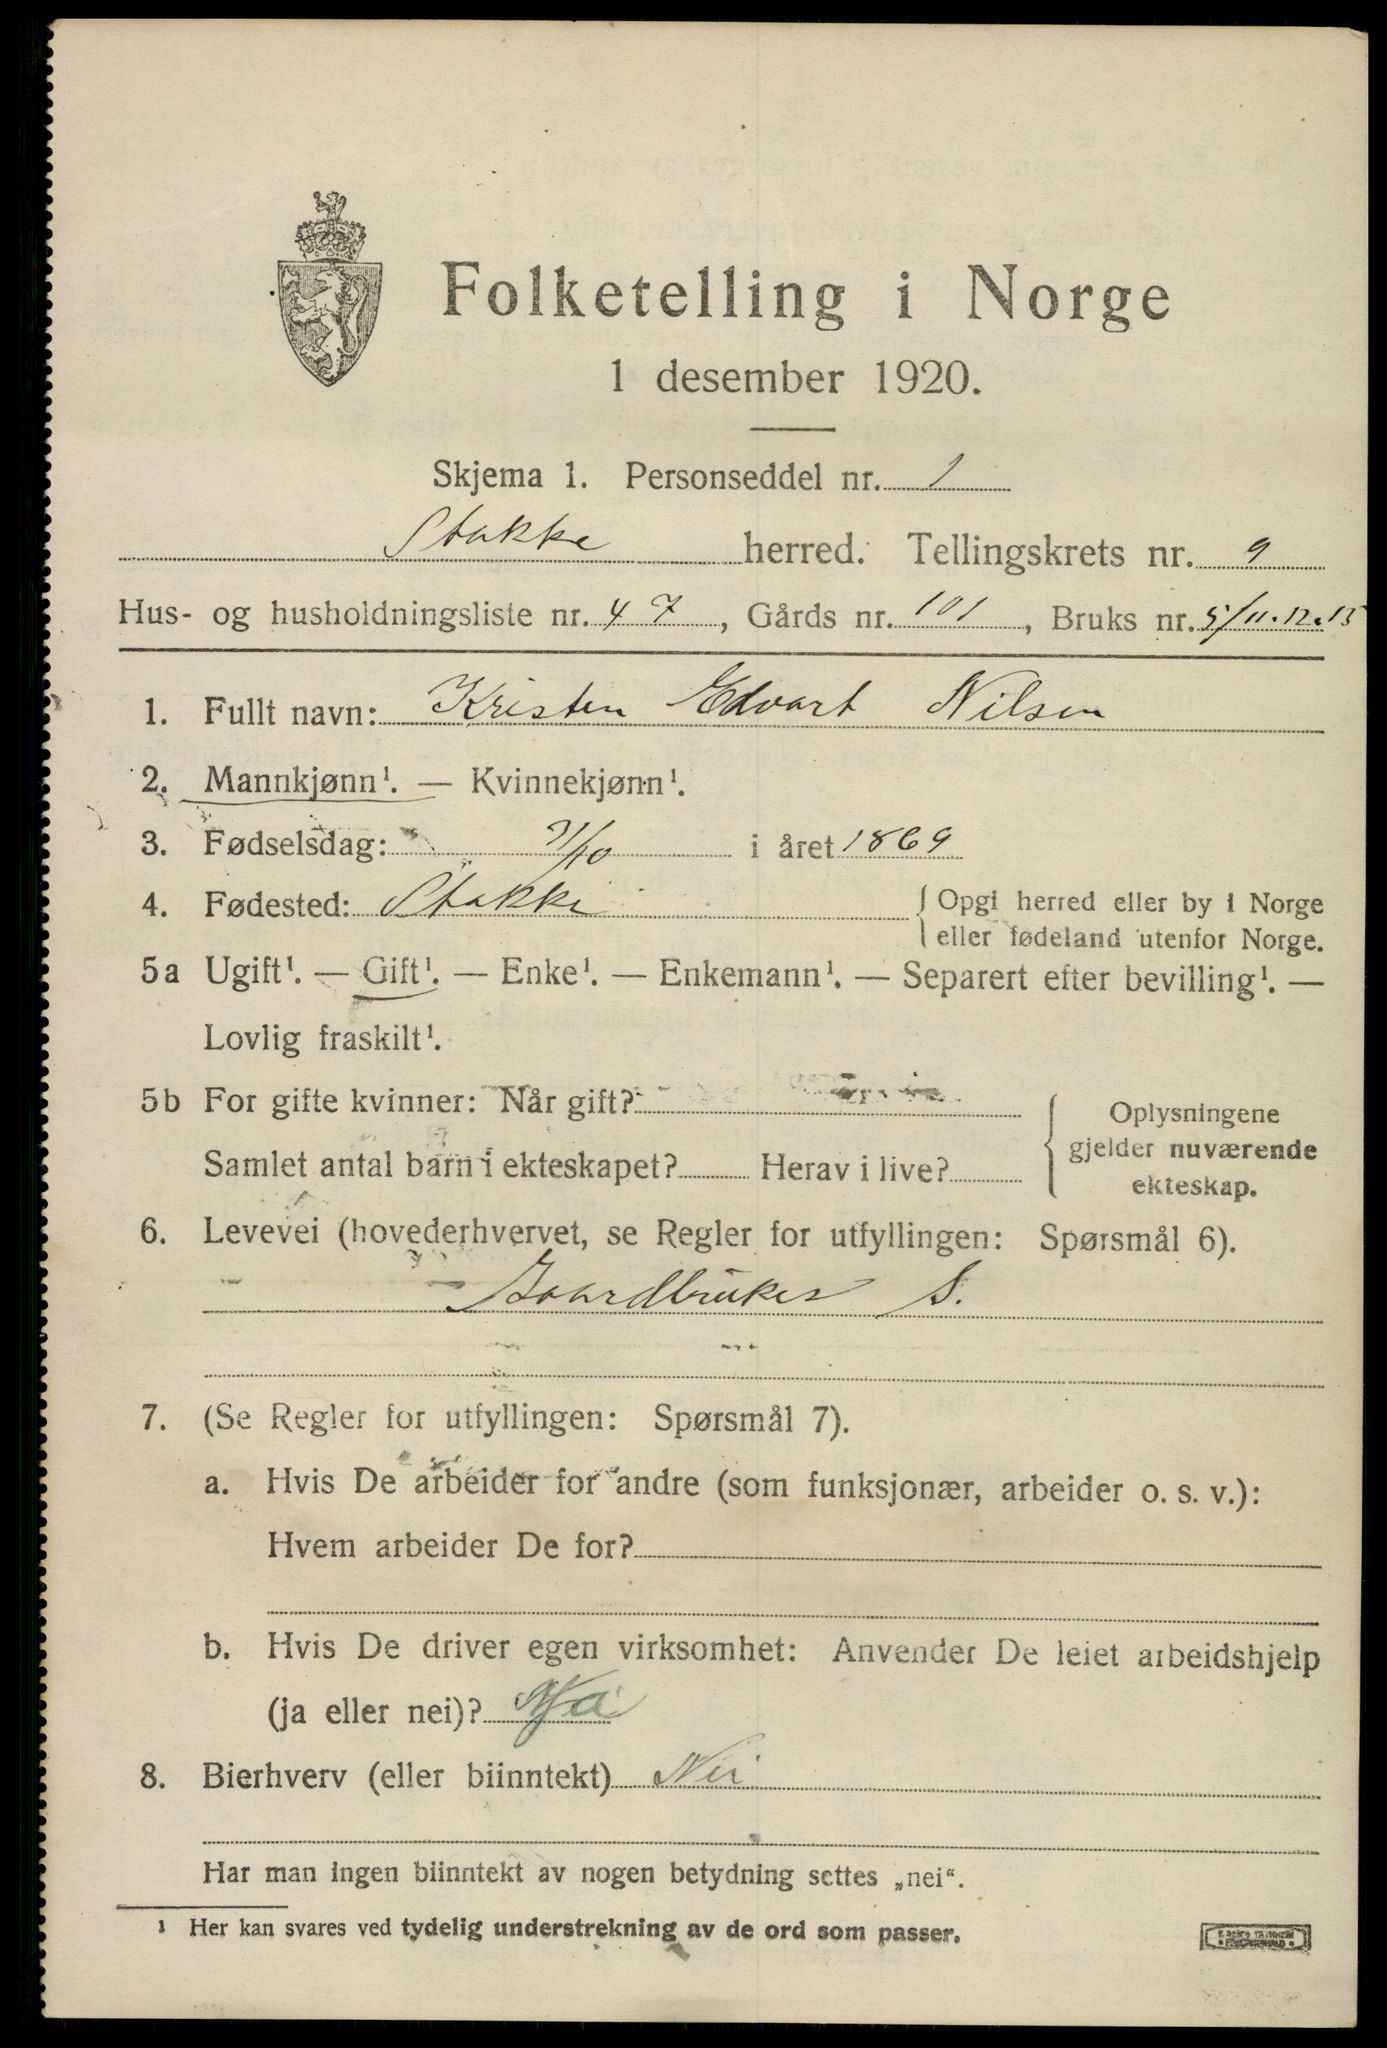 Folketelling i Norge
1 desember 1920.
Skjema 1. Personseddel nr. 1
Stokke herred. Tellingskrets nr. 9
Hus- og husholdningsliste nr. 47, Gårds nr. 101, Bruks nr. 5/11.12.15
1. Fullt navn: Kristen Edvart Nilsen
2. Mannkjønn¹. — Kvinnekjønn¹.
3. Fødselsdag: 7/10 i året 1869
4. Fødested: Stokke { Opgi herred eller by i Norge
eller fødeland utenfor Norge.
5a Ugift¹. — Gift¹. — Enke¹. — Enkemann¹. — Separert efter bevilling¹. —
Lovlig fraskilt¹.
5b For gifte kvinner: Når gift?
Samlet antal barn i ekteskapet? Herav i live?
Oplysningene
gjelder nuværende
ekteskap.
6. Levevei (hovederhvervet, se Regler for utfyllingen: Spørsmål 6).
Gaardbruker S.
7. (Se Regler for utfyllingen: Spørsmål 7).
a. Hvis De arbeider for andre (som funksjonær, arbeider o. s. v.):
Hvem arbeider De for?
b. Hvis De driver egen virksomhet: Anvender De leiet arbeidshjelp
(ja eller nei)? Ja
8. Bierhverv (eller biinntekt) Nei
Har man ingen biinntekt av nogen betydning settes „nei“.
¹ Her kan svares ved tydelig understrekning av de ord som passer.